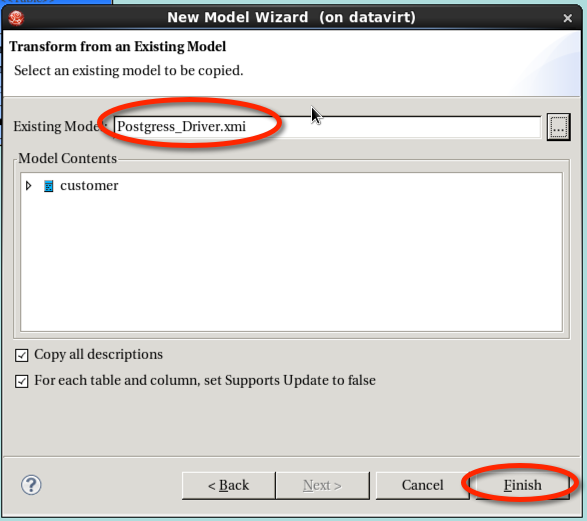 New Model Wizard (on datavirt)
Transform from an Existing Model
Select an existing model to be copied.
Existing Model: Postgress_Driver.xmi ...
Model Contents
customer
Copy all descriptions
For each table and column, set Supports Update to false
? < Back Next > Cancel Finish